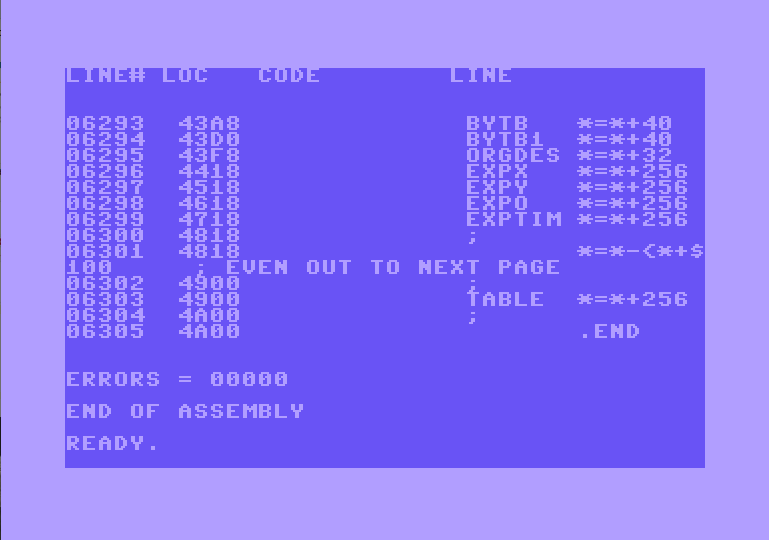 LINE# LOC   CODE        LINE
06293  43A8              BYTB   *=*+40
06294  43D0              BYTB1  *=*+40
06295  43F8              ORGDES *=*+32
06296  4418              EXPX   *=*+256
06297  4518              EXPY   *=*+256
06298  4618              EXPO   *=*+256
06299  4718              EXPTIM *=*+256
06300  4818              ;
06301  4818                     *=*-<*+$
100     ; EVEN OUT TO NEXT PAGE
06302  4900              ;
06303  4900              TABLE  *=*+256
06304  4A00              ;
06305  4A00                     .END
ERRORS = 00000
END OF ASSEMBLY
READY.